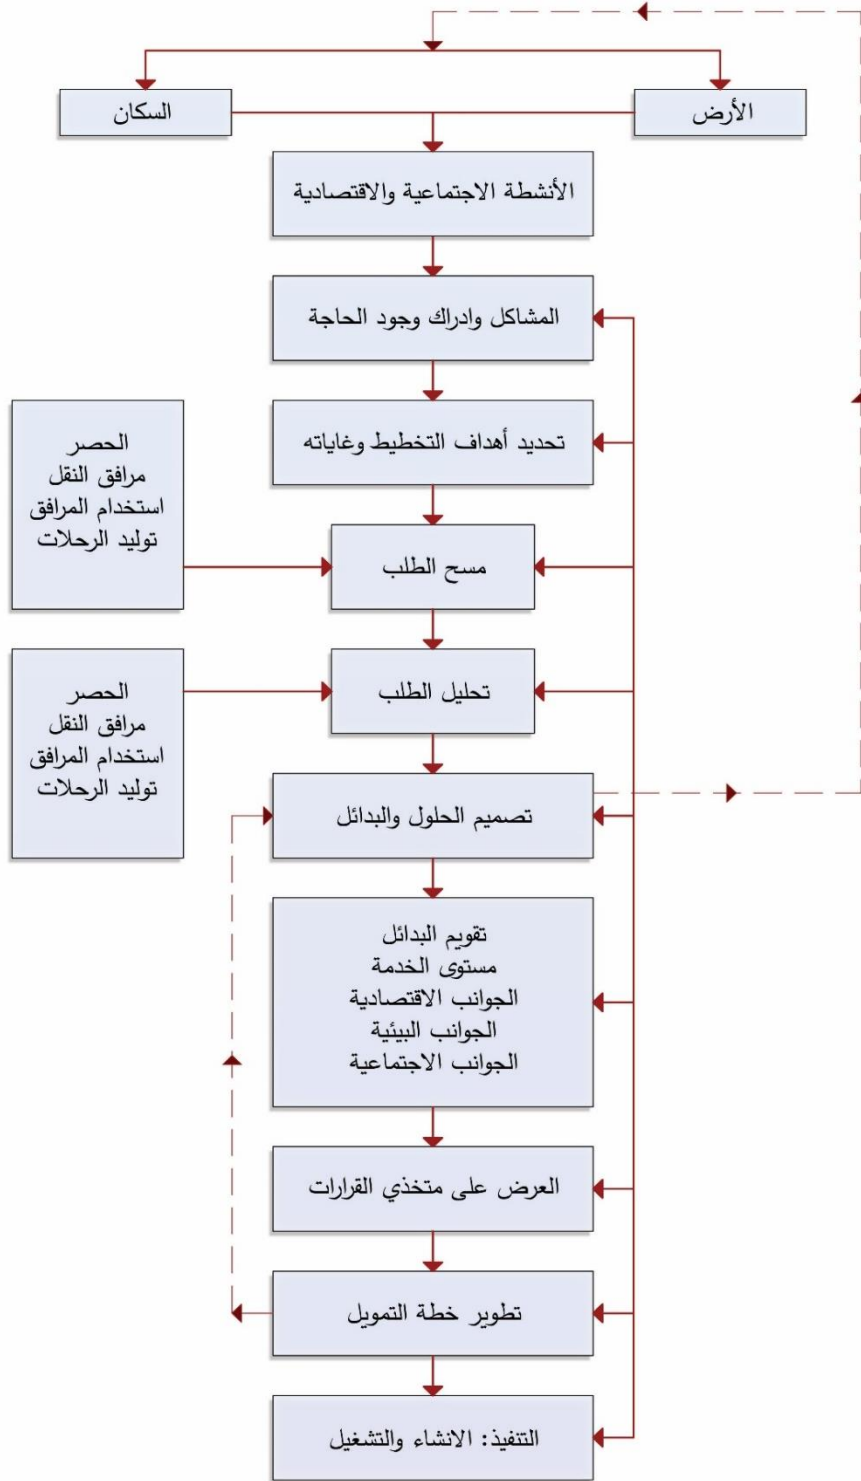 الأرض
السكان
الأنشطة الاجتماعية والاقتصادية
المشاكل وادراك وجود الحاجة
تحديد أهداف التخطيط وغاياته
الحصر
مرافق النقل
استخدام المرافق
توليد الرحلات
مسح الطلب
الحصر
مرافق النقل
استخدام المرافق
توليد الرحلات
تحليل الطلب
تصميم الحلول والبدائل
تقويم البدائل
مستوى الخدمة
الجوانب الاقتصادية
الجوانب البيئية
الجوانب الاجتماعية
العرض على متخذي القرارات
تطوير خطة التمويل
التنفيذ: الانشاء والتشغيل